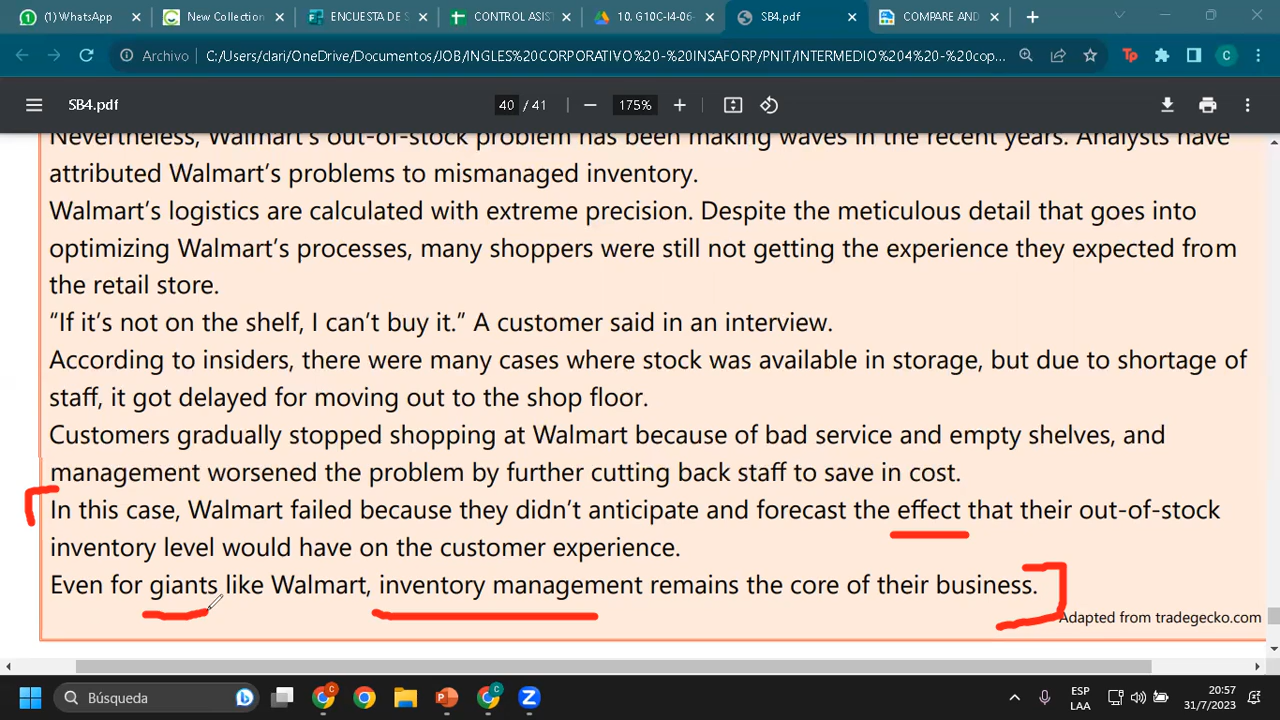 (1) WhatsApp
New Collection
ENCUESTA DE S
CONTROL ASIST
10. G10C-I4-06-
SB4.pdf
COMPARE AND
Archivo
C:/Users/clari/OneDrive/Documentos/JOB/INGLES%20CORPORATIVO%20-%20INSAFORP/PNIT/INTERMEDIO%204%20-%20cop...
SB4.pdf
40 / 41
175%
Nevertheless, Walmart's out-of-stock problem has been making waves in the recent years. Analysts have
attributed Walmart's problems to mismanaged inventory.
Walmart's logistics are calculated with extreme precision. Despite the meticulous detail that goes into
optimizing Walmart's processes, many shoppers were still not getting the experience they expected from
the retail store.
“If it's not on the shelf, I can't buy it.” A customer said in an interview.
According to insiders, there were many cases where stock was available in storage, but due to shortage of
staff, it got delayed for moving out to the shop floor.
Customers gradually stopped shopping at Walmart because of bad service and empty shelves, and
management worsened the problem by further cutting back staff to save in cost.
In this case, Walmart failed because they didn't anticipate and forecast the effect that their out-of-stock
inventory level would have on the customer experience.
Even for giants like Walmart, inventory management remains the core of their business.
Adapted from tradegecko.com
Búsqueda
ESP
LAA
20:57
31/7/2023